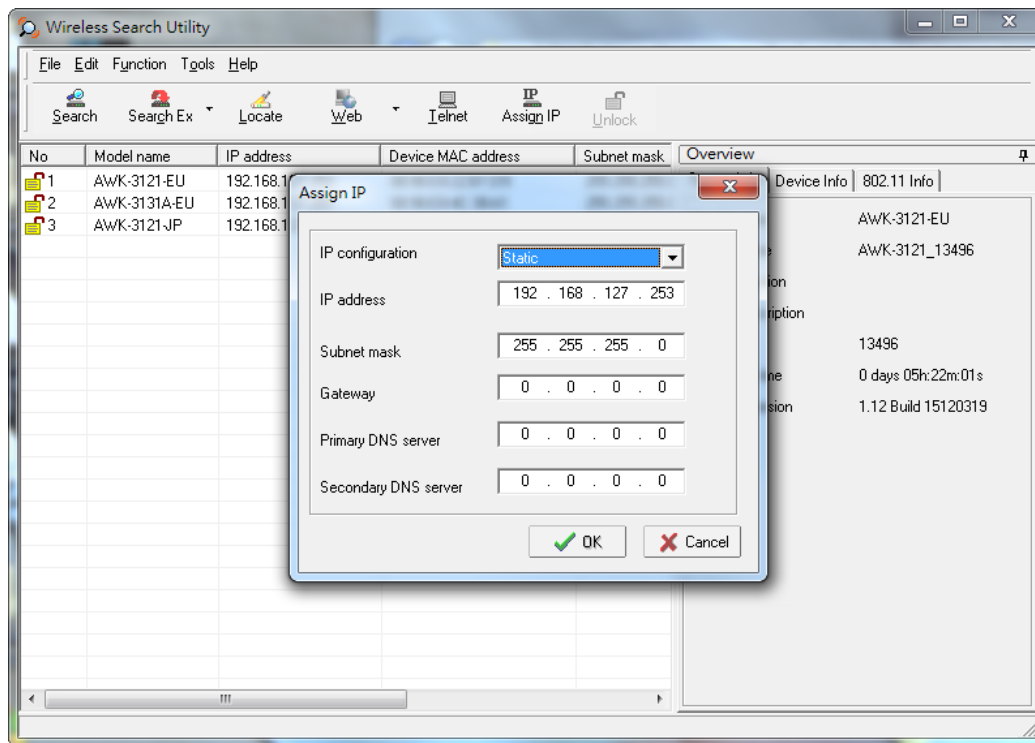 Wireless Search Utility
File Edit Function Tools Help
Search Search Ex Locate Web Telnet Assign IP Unlock
No Model name IP address Device MAC address Subnet mask Overview
1 AWK-3121-EU 192.168.1
2 AWK-3131A-EU 192.168.1
3 AWK-3121-JP 192.168.1
Device Info 802.11 Info
AWK-3121-EU
AWK-3121_13496
13496
0 days 05h:22m:01s
1.12 Build 15120319
Assign IP
IP configuration Static
IP address 192 . 168 . 127 . 253
Subnet mask 255 . 255 . 255 . 0
Gateway 0 . 0 . 0 . 0
Primary DNS server 0 . 0 . 0 . 0
Secondary DNS server 0 . 0 . 0 . 0
OK Cancel